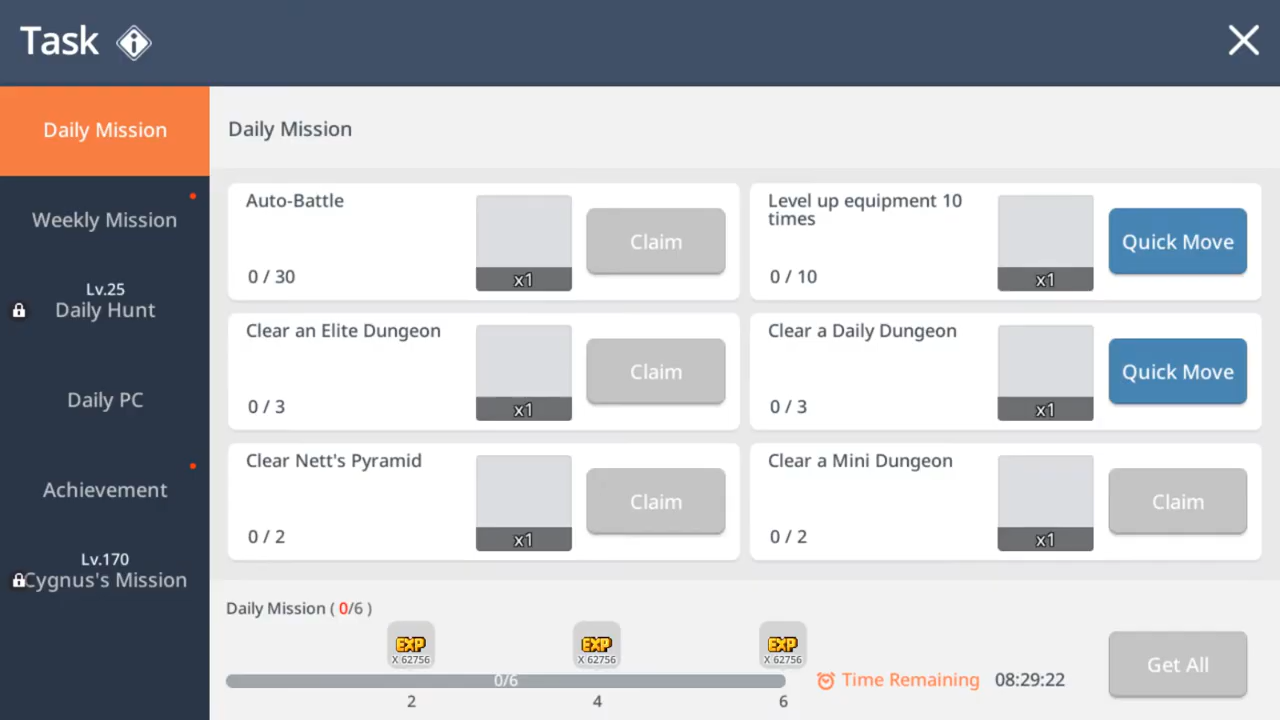 Task
Daily Mission
Weekly Mission
Lv.25
Daily Hunt
Daily PC
Achievement
Lv.170
Cygnus's Mission
Daily Mission
Auto-Battle
0 / 30
x1
Claim
Level up equipment 10
times
0 / 10
x1
Quick Move
Clear an Elite Dungeon
0 / 3
x1
Claim
Clear a Daily Dungeon
0 / 3
x1
Quick Move
Clear Nett's Pyramid
0 / 2
x1
Claim
Clear a Mini Dungeon
0 / 2
x1
Claim
Daily Mission ( 0/6 )
EXP
X 62756
EXP
X 62756
EXP
X 62756
0/6
2
4
6
Time Remaining 08:29:22
Get All